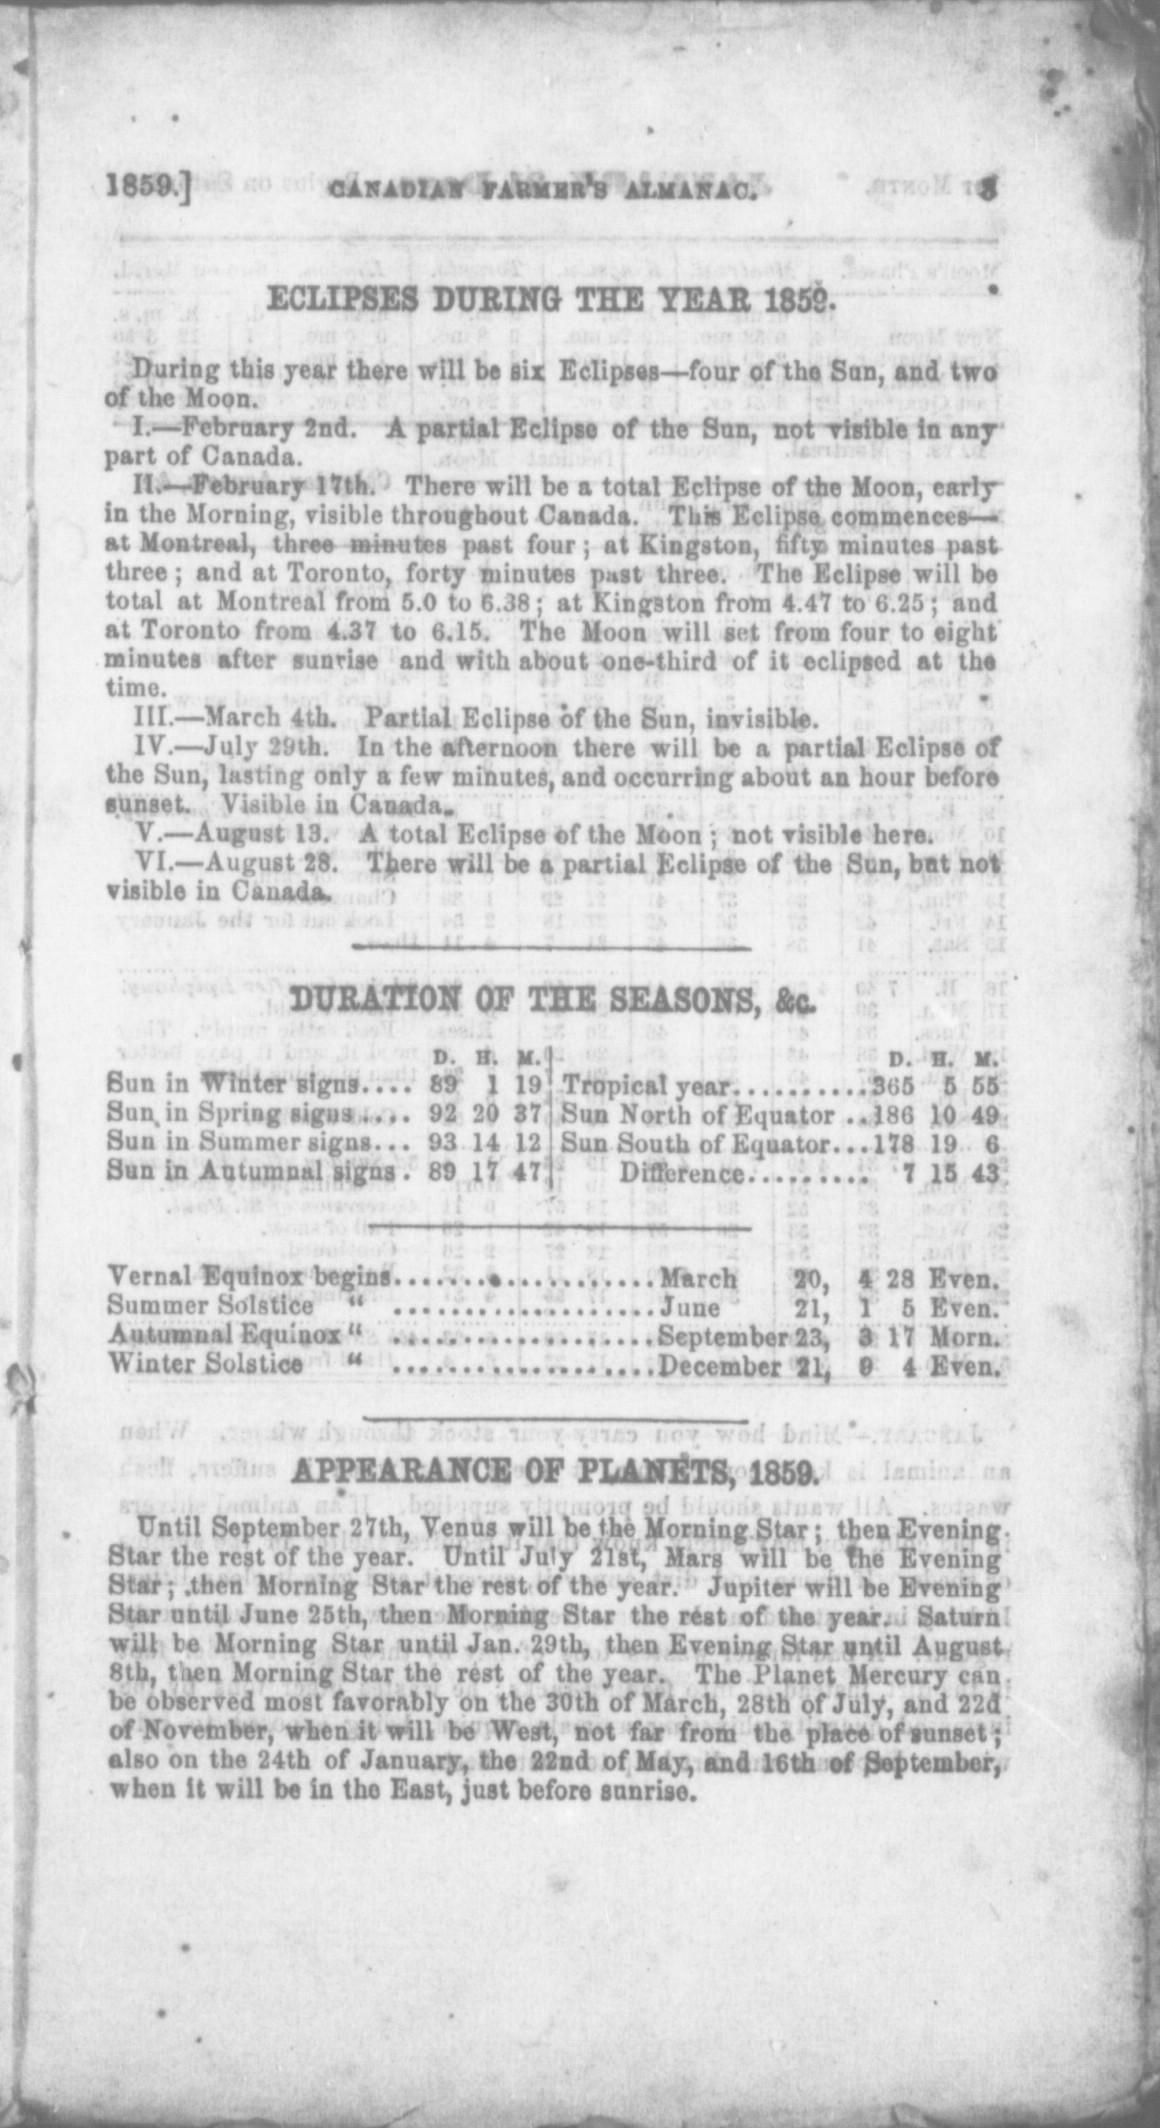 1859.] CANADIAN FARMER'S ALMANAC. 3
ECLIPSES DURING THE YEAR 1859.
During this year there will be six Eclipses—four of the Sun, and two
of the Moon.
I.—February 2nd. A partial Eclipse of the Sun, not visible in any
part of Canada.
II.—February 17th. There will be a total Eclipse of the Moon, early
in the Morning, visible throughout Canada. This Eclipse commences—
at Montreal, three minutes past four; at Kingston, fifty minutes past
three; and at Toronto, forty minutes past three. The Eclipse will be
total at Montreal from 5.0 to 6.38; at Kingston from 4.47 to 6.25; and
at Toronto from 4.37 to 6.15. The Moon will set from four to eight
minutes after sunrise and with about one-third of it eclipsed at the
time.
III.—March 4th. Partial Eclipse of the Sun, invisible.
IV.—July 29th. In the afternoon there will be a partial Eclipse of
the Sun, lasting only a few minutes, and occurring about an hour before
sunset. Visible in Canada.
V.—August 13. A total Eclipse of the Moon; not visible here.
VI.—August 28. There will be a partial Eclipse of the Sun, but not
visible in Canada.
DURATION OF THE SEASONS, &c.
D. H. M. D. H. M.
Sun in Winter signs.... 89 1 19 Tropical year..........365 5 55
Sun in Spring signs.... 92 20 37 Sun North of Equator ..186 10 49
Sun in Summer signs... 93 14 12 Sun South of Equator...178 19 6
Sun in Autumnal signs. 89 17 47 Difference......... 7 15 43
Vernal Equinox begins....................March 20, 4 28 Even.
Summer Solstice " ....................June 21, 1 5 Even.
Autumnal Equinox " ....................September 23, 3 17 Morn.
Winter Solstice " ....................December 21, 9 4 Even.
APPEARANCE OF PLANETS, 1859.
Until September 27th, Venus will be the Morning Star; then Evening
Star the rest of the year. Until July 21st, Mars will be the Evening
Star; then Morning Star the rest of the year. Jupiter will be Evening
Star until June 25th, then Morning Star the rest of the year. Saturn
will be Morning Star until Jan. 29th, then Evening Star until August
8th, then Morning Star the rest of the year. The Planet Mercury can
be observed most favorably on the 30th of March, 28th of July, and 22d
of November, when it will be West, not far from the place of sunset;
also on the 24th of January, the 22nd of May, and 16th of September,
when it will be in the East, just before sunrise.